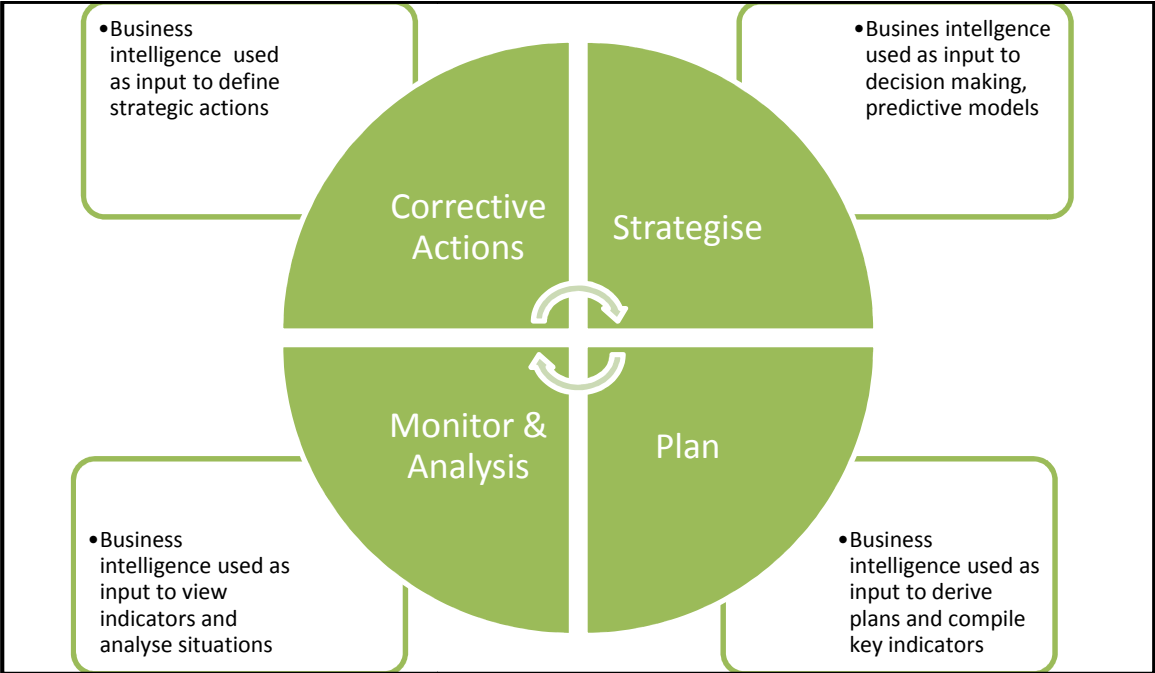 •Business
intelligence used
as input to define
strategic actions
•Busines intellgence
used as input to
decision making,
predictive models
Corrective
Actions
Strategise
Monitor &
Analysis
Plan
•Business
intelligence used as
input to view
indicators and
analyse situations
•Business
intelligence used as
input to derive
plans and compile
key indicators